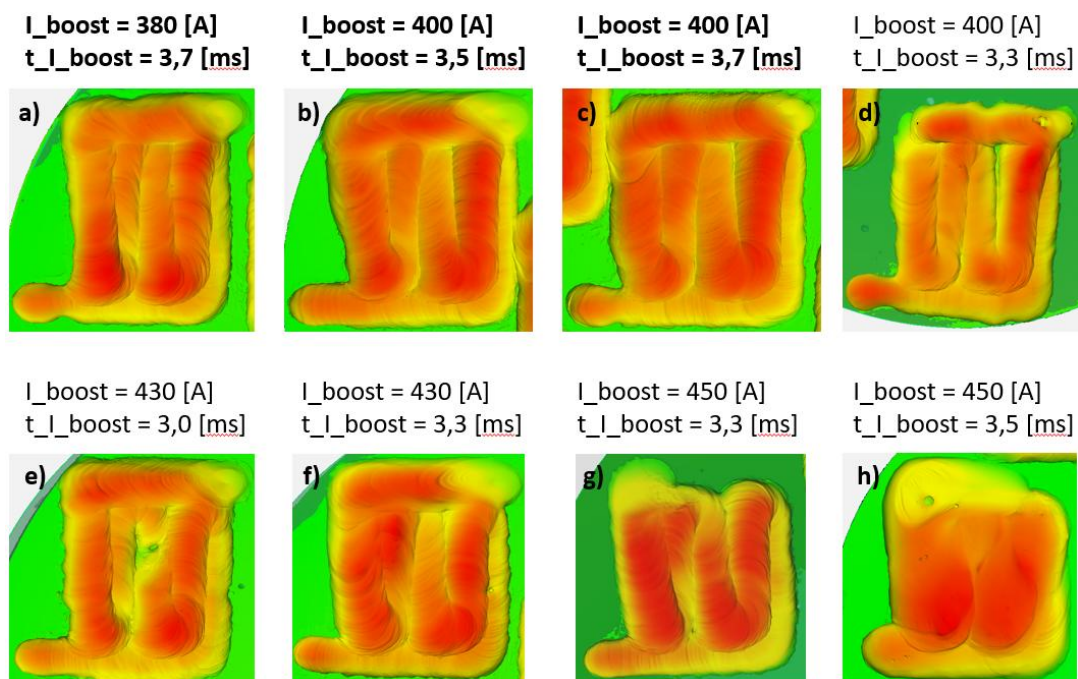 I_boost = 380 [A]
t_I_boost = 3,7 [ms]
I_boost = 400 [A]
t_I_boost = 3,5 [ms]
I_boost = 400 [A]
t_I_boost = 3,7 [ms]
I_boost = 400 [A]
t_I_boost = 3,3 [ms]
a)
b)
c)
d)
I_boost = 430 [A]
t_I_boost = 3,0 [ms]
I_boost = 430 [A]
t_I_boost = 3,3 [ms]
I_boost = 450 [A]
t_I_boost = 3,3 [ms]
I_boost = 450 [A]
t_I_boost = 3,5 [ms]
e)
f)
g)
h)